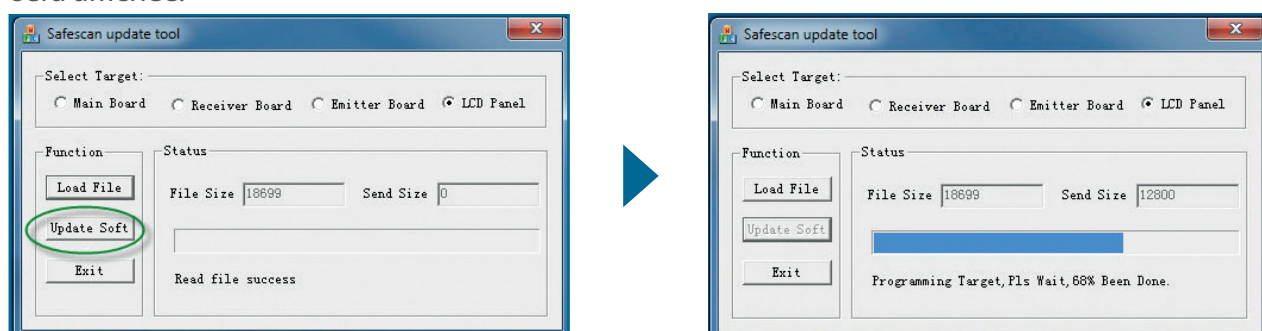 Safescan update tool
X
Select Target:
Main Board Receiver Board Emitter Board LCD Panel
Function
Status
Load File
File Size 18699 Send Size 0
Update Soft
Exit
Read file success
Safescan update tool
X
Select Target:
Main Board Receiver Board Emitter Board LCD Panel
Function
Status
Load File
File Size 18699 Send Size 12800
Update Soft
Exit
Programming Target,Pls Wait,68% Been Done.